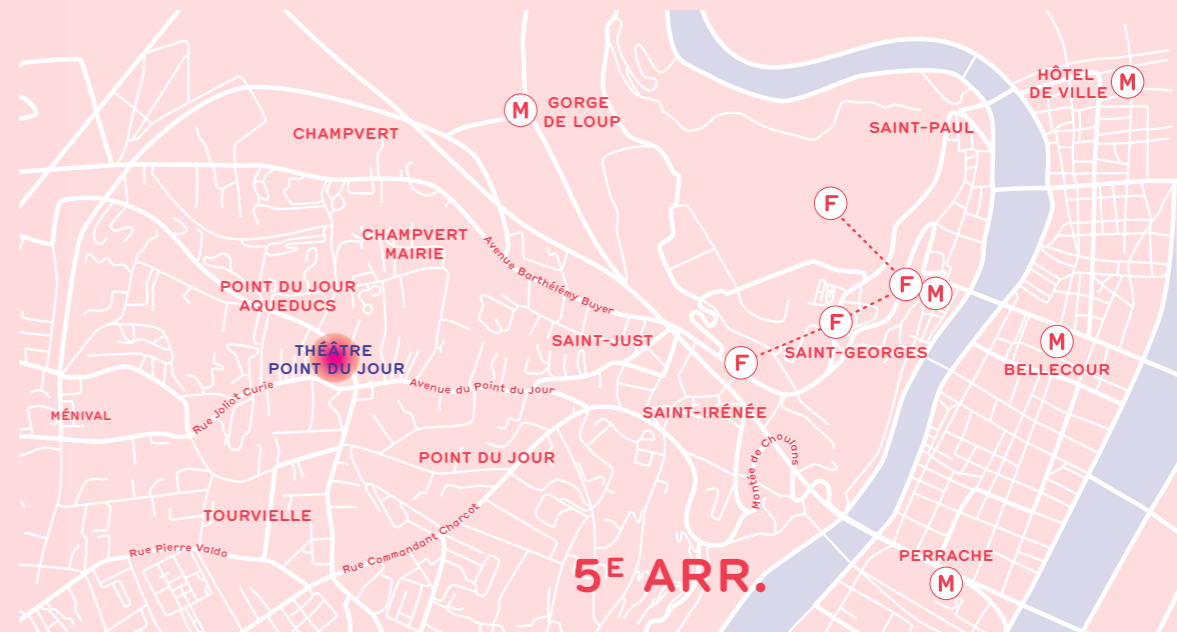 HÔTEL
DE VILLE
M
M
GORGE
DE LOUP
SAINT-PAUL
CHAMPVERT
F
CHAMPVERT
MAIRIE
Avenue Barthélémy Buyer
POINT DU JOUR
AQUEDUCS
F
M
F
SAINT-JUST
M
THÉÂTRE
POINT DU JOUR
SAINT-GEORGES
F
BELLECOUR
Rue Joliot Curie
Avenue du Point du Jour
MÉNIVAL
SAINT-IRÉNÉE
Montée de Choulans
POINT DU JOUR
TOURVIELLE
Rue Pierre Valdo
Rue Commandant Charcot
5E ARR.
PERRACHE
M